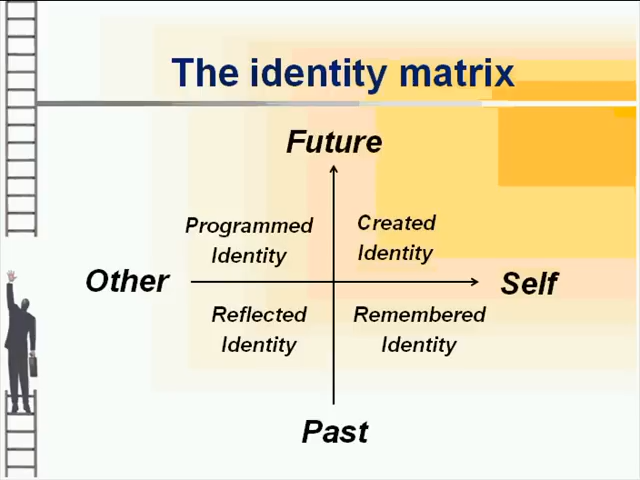 The identity matrix
Future
Programmed
Identity
Created
Identity
Other
Self
Reflected
Identity
Remembered
Identity
Past